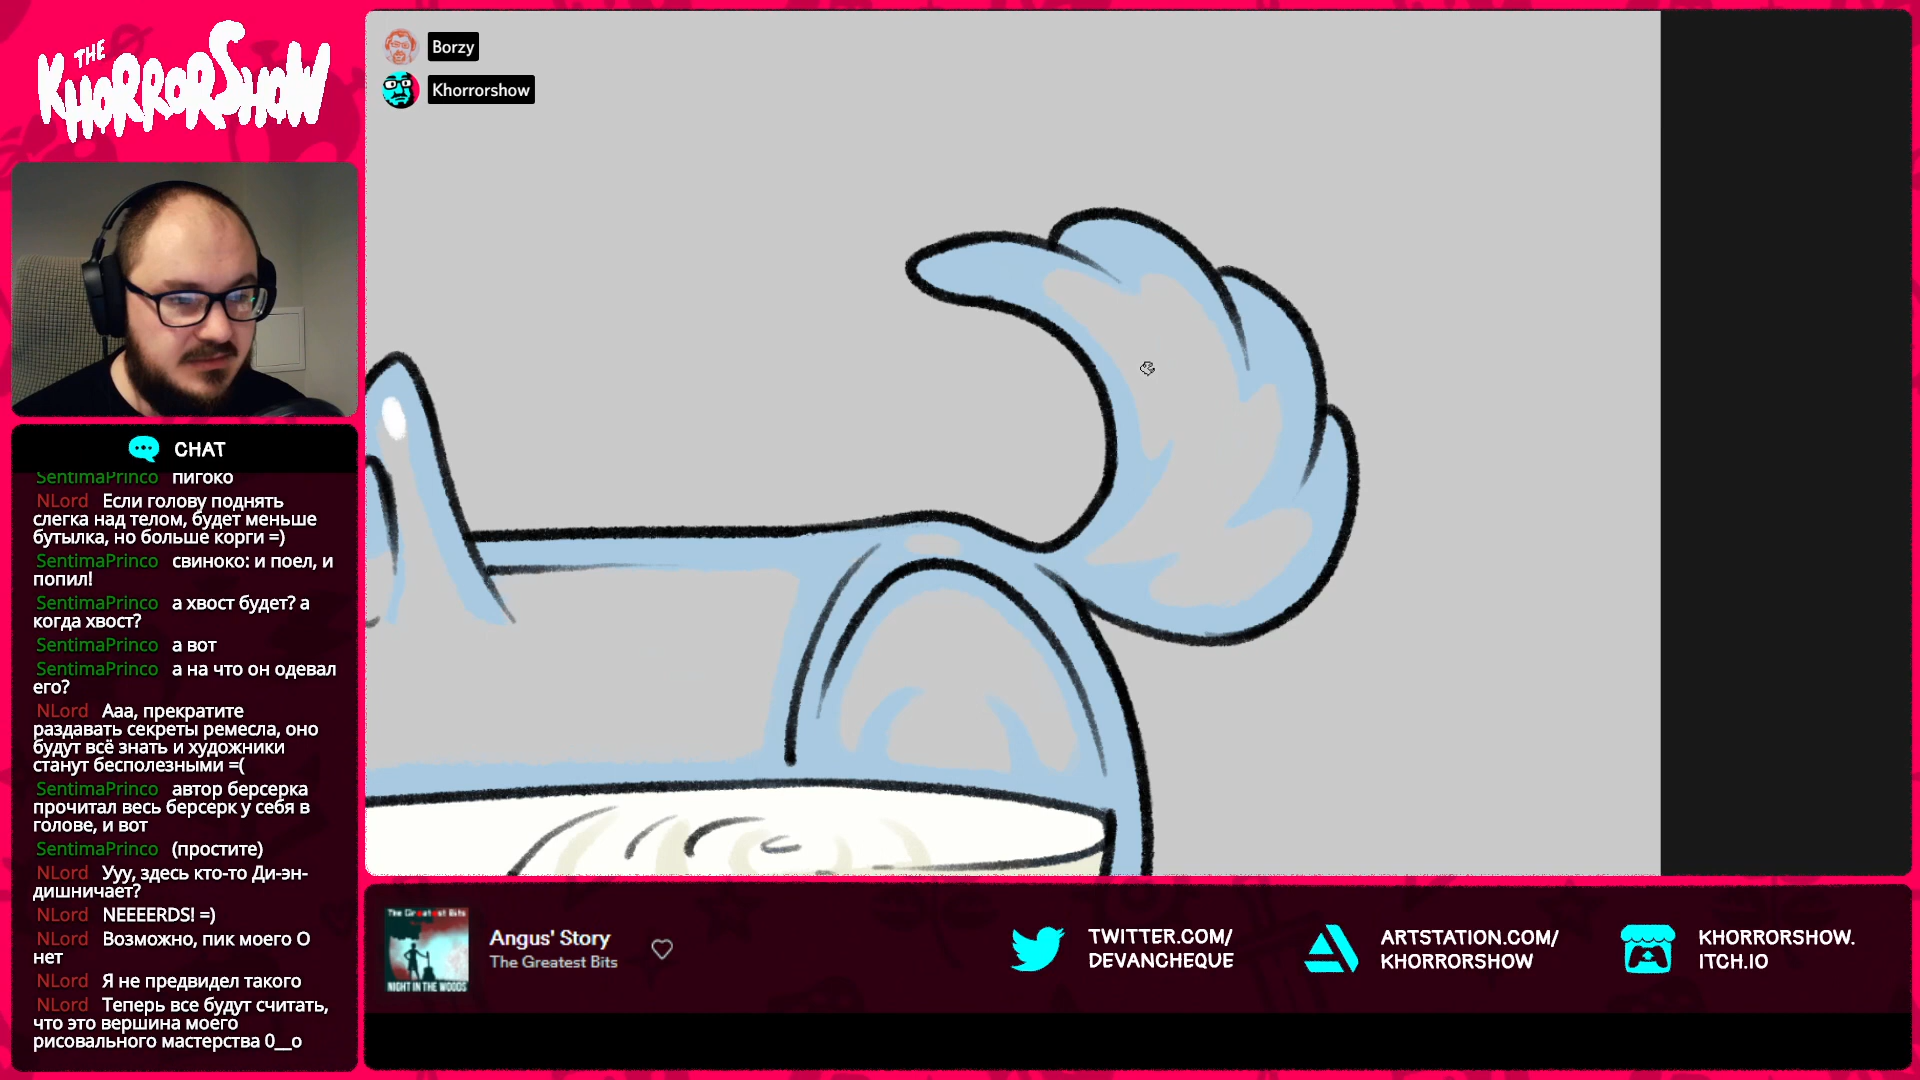 THE
KHORRORSHOW
Borzy
Khorrorshow
CHAT
SentimaPrinco пигоко
NLord Если голову поднять
слегка над телом, будет меньше
бутылка, но больше корги =)
SentimaPrinco свиноко: и поел, и
попил!
SentimaPrinco а хвост будет? а
когда хвост?
SentimaPrinco а вот
SentimaPrinco а на что он одевал
его?
NLord Ааа, прекратите
раздавать секреты ремесла, оно
будут всё знать и художники
станут бесполезными =(
SentimaPrinco автор берсерка
прочитал весь берсерк у себя в
голове, и вот
SentimaPrinco (простите)
NLord Ууу, здесь кто-то Ди-эн-
дишничает?
NLord NEEEERDS! =)
NLord Возможно, пик моего О
нет
NLord Я не предвидел такого
NLord Теперь все будут считать,
что это вершина моего
рисовального мастерства 0__о
The Greatest Bits
NIGHT IN THE WOODS
Angus' Story
The Greatest Bits
TWITTER.COM/
DEVANCHEQUE
ARTSTATION.COM/
KHORRORSHOW
KHORRORSHOW.
ITCH.IO